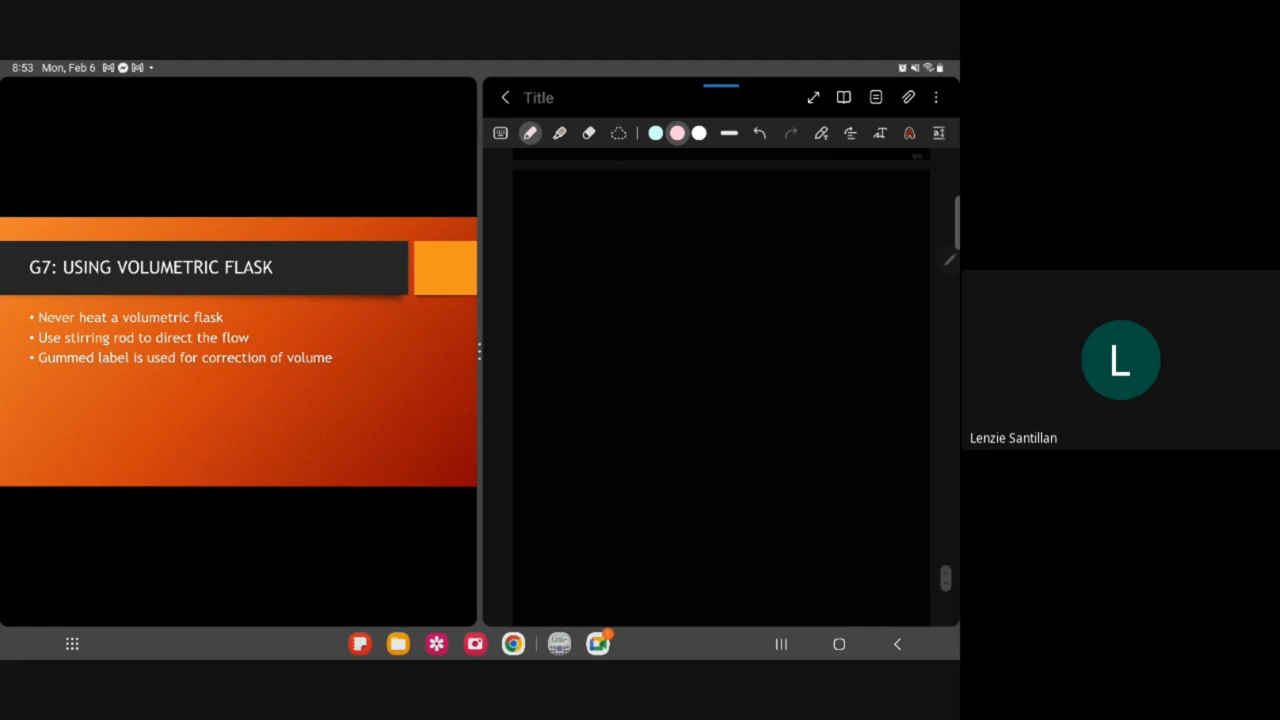 8:53 Mon, Feb 6
Title
G7: USING VOLUMETRIC FLASK
• Never heat a volumetric flask
• Use stirring rod to direct the flow
• Gummed label is used for correction of volume
L
Lenzie Santillan